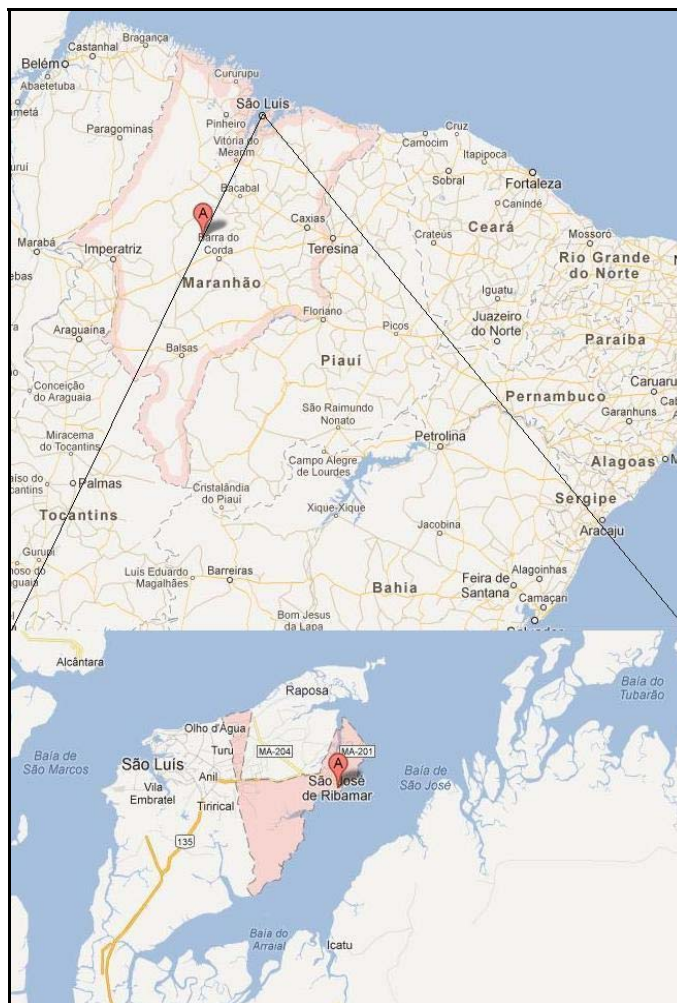 Bragança
Belém
Castanhal
Abaetetuba
Cururupu
São Luís
Paragominas
Pinheiro
Vitória do
Mearim
Bacabal
Camocim
Cruz
Itapipoca
Sobral
Fortaleza
Canindé
A
Caxias
Teresina
Crateús
Ceará
Mossoró
Marabá
Imperatriz
Barra do
Corda
Maranhão
Rio Grande
do Norte
Iguatu
Floriano
Juazeiro
do Norte
Araguaina
Picos
Paraíba
Balsas
Piauí
Conceição
do Araguaia
Pernambuco
Caruaru
São Raimundo
Nonato
Garanhuns
Miracema
do Tocantins
Petrolina
Campo Alegre
de Lourdes
Alagoas
Palmas
Cristalândia
do Piauí
Sergipe
Xique-Xique
Tocantins
Jacobina
Aracaju
Gurupi
Luís Eduardo
Magalhães
Barreiras
Bahia
Feira de
Santana
Alagoinhas
Camaçari
Bom Jesus
da Lapa
Alcântara
Raposa
Baía do
Tubarão
Olho d'Água
Turu
MA-204
MA-201
Baía de
São Marcos
São Luís
Anil
A
São José
de Ribamar
Baía de
São José
Vila
Embratel
Tirirical
135
Baía do
Arraial
Icatu